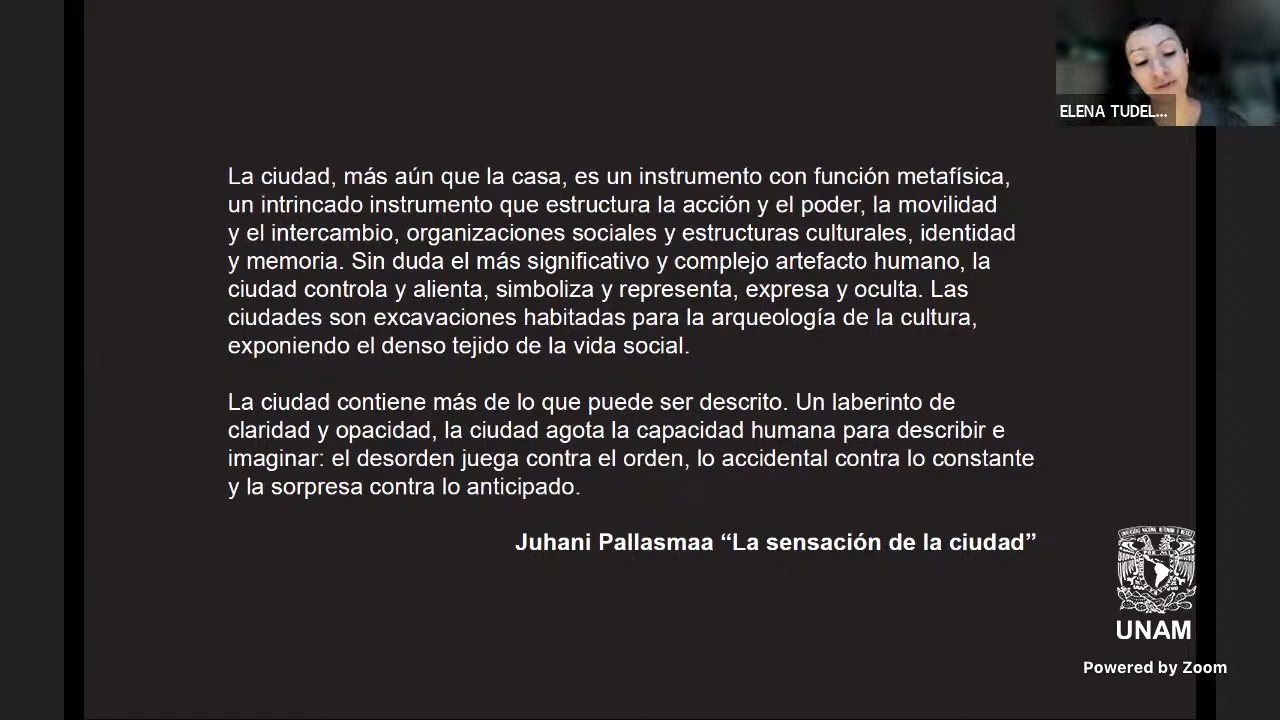 ELENA TUDEL...
La ciudad, más aún que la casa, es un instrumento con función metafísica,
un intrincado instrumento que estructura la acción y el poder, la movilidad
y el intercambio, organizaciones sociales y estructuras culturales, identidad
y memoria. Sin duda el más significativo y complejo artefacto humano, la
ciudad controla y alienta, simboliza y representa, expresa y oculta. Las
ciudades son excavaciones habitadas para la arqueología de la cultura,
exponiendo el denso tejido de la vida social.
La ciudad contiene más de lo que puede ser descrito. Un laberinto de
claridad y opacidad, la ciudad agota la capacidad humana para describir e
imaginar: el desorden juega contra el orden, lo accidental contra lo constante
y la sorpresa contra lo anticipado.
Juhani Pallasmaa “La sensación de la ciudad”
UNAM
Powered by Zoom